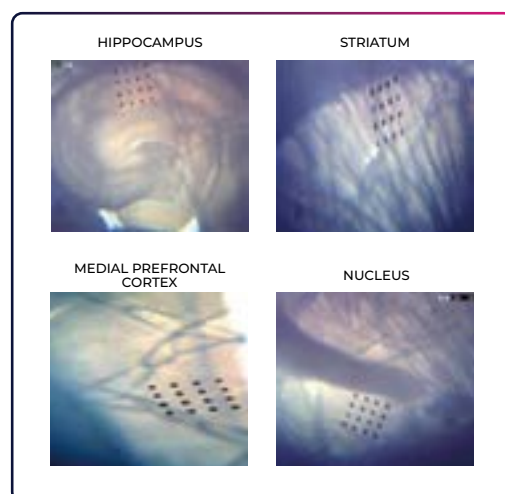 HIPPOCAMPUS
STRIATUM
MEDIAL PREFRONTAL
CORTEX
NUCLEUS